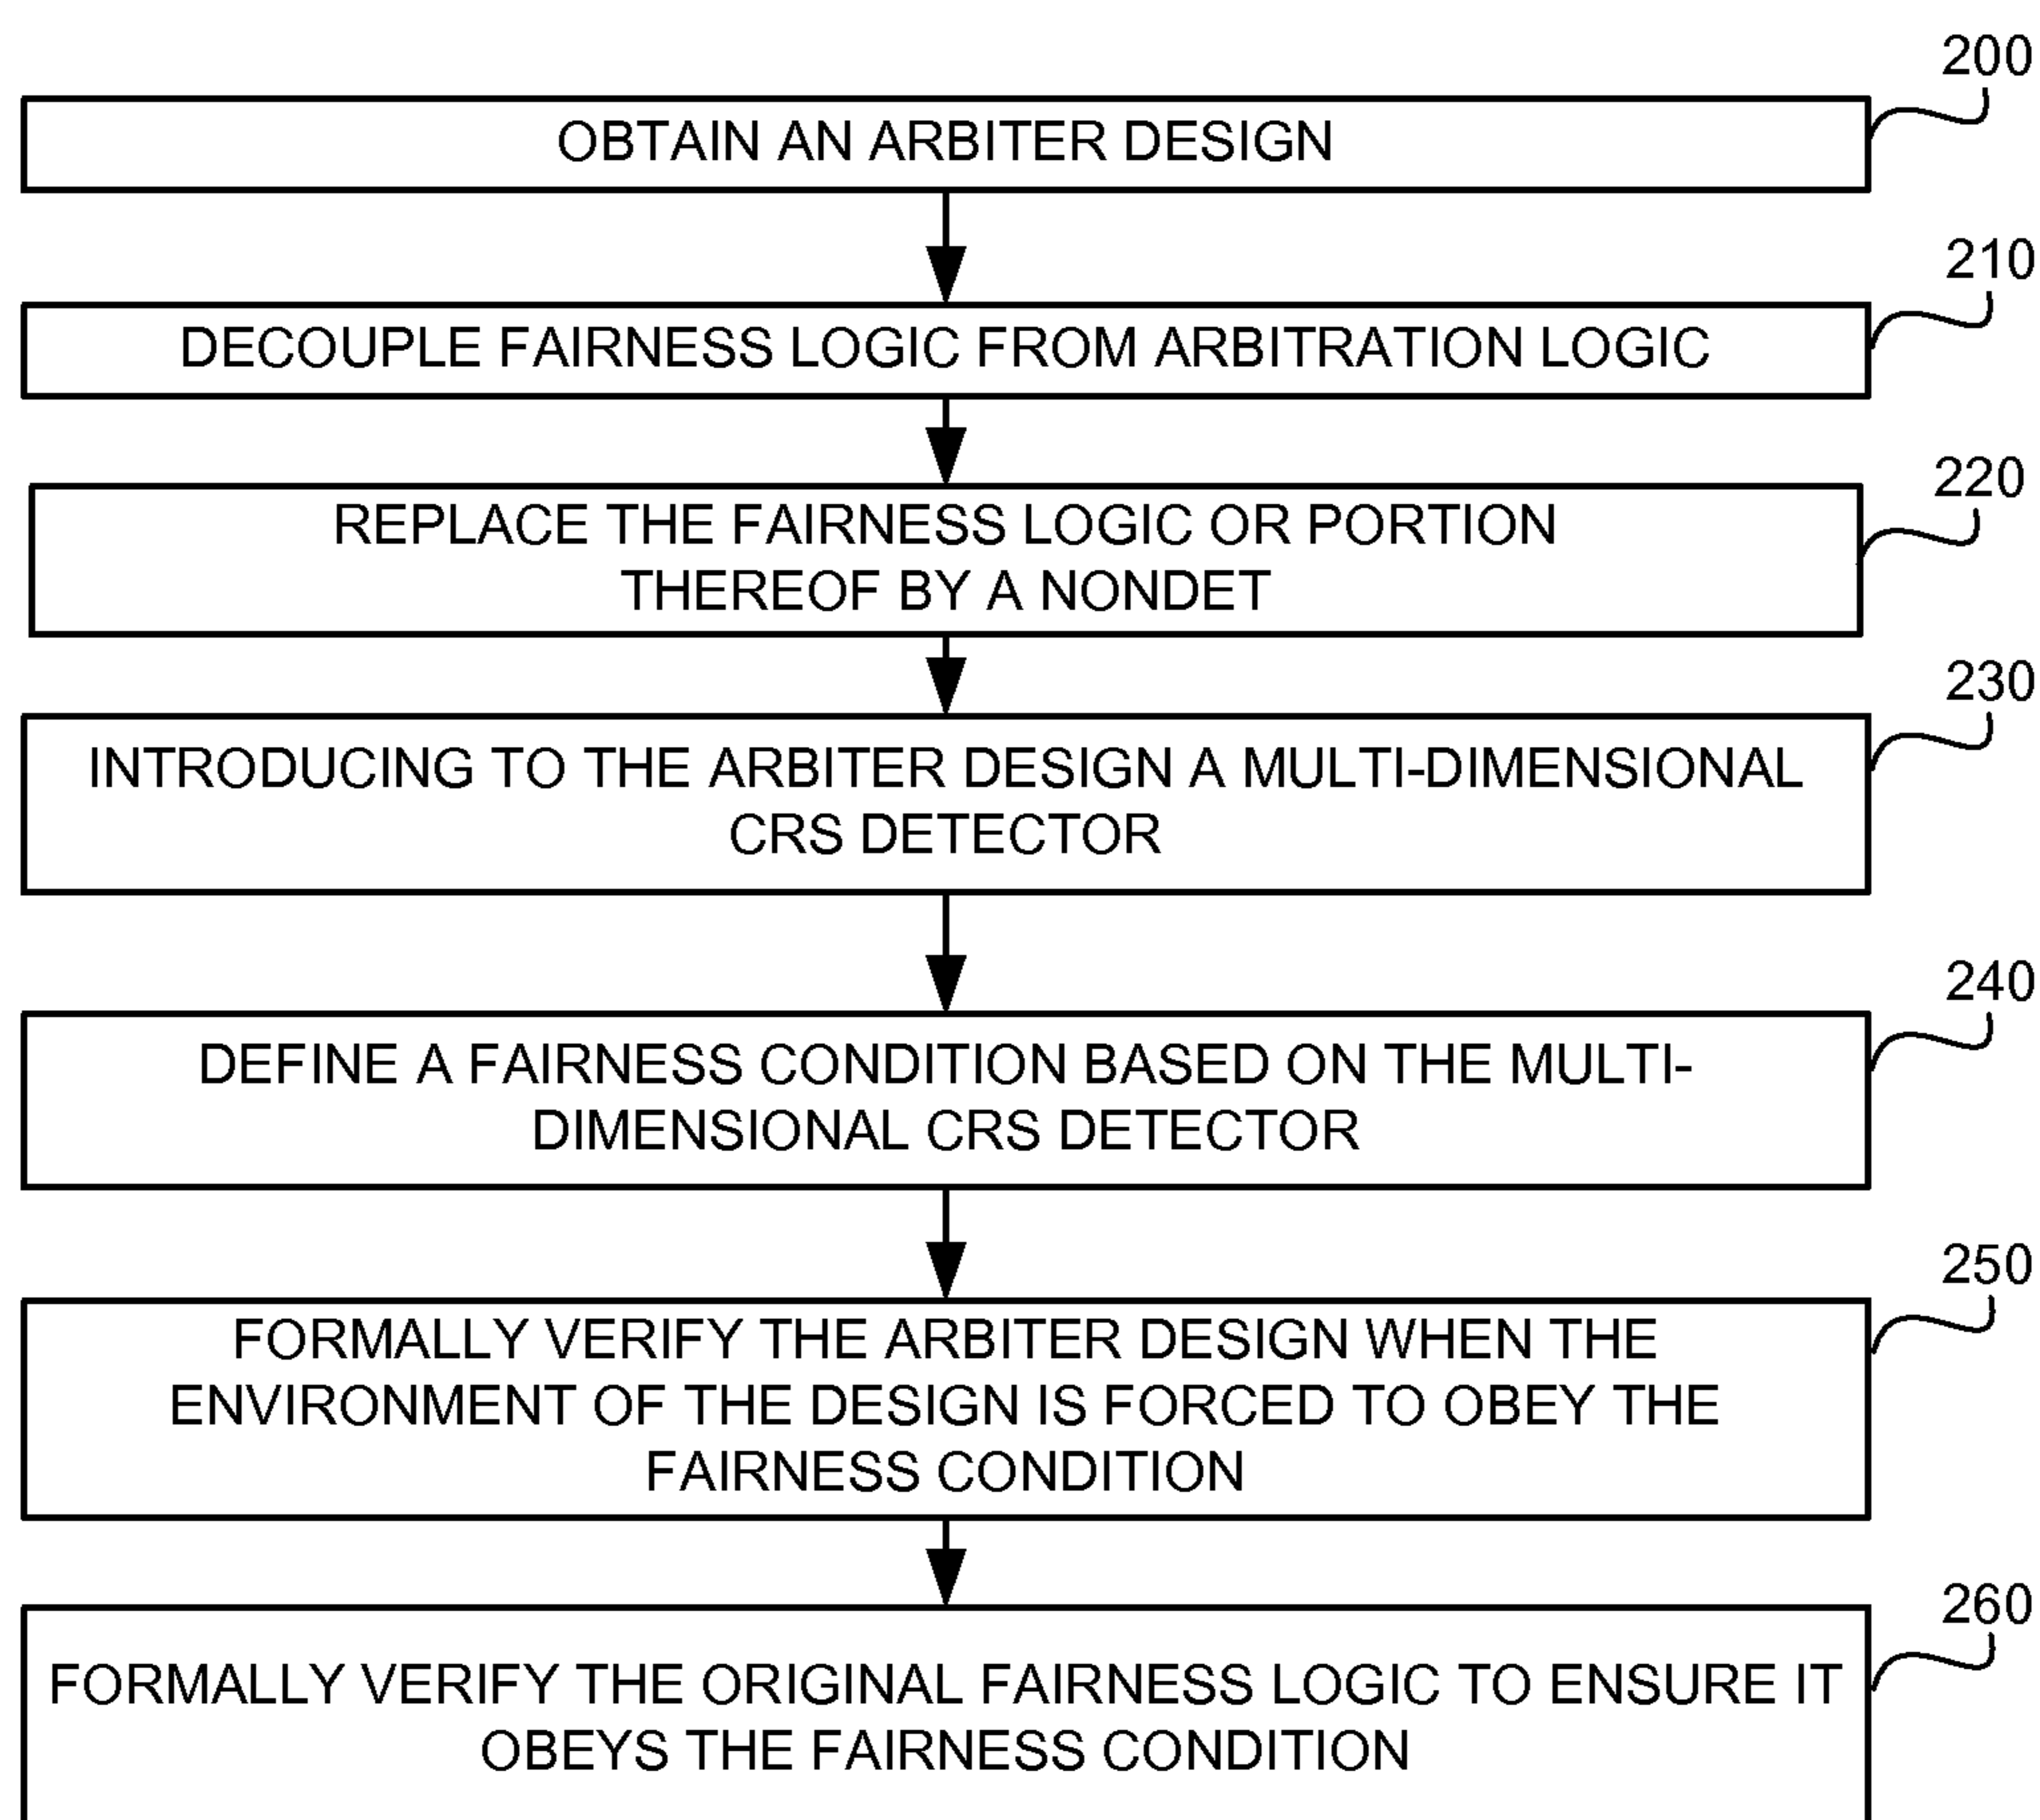 200
OBTAIN AN ARBITER DESIGN
210
DECOUPLE FAIRNESS LOGIC FROM ARBITRATION LOGIC
220
REPLACE THE FAIRNESS LOGIC OR PORTION
THEREOF BY A NONDET
230
INTRODUCING TO THE ARBITER DESIGN A MULTI-DIMENSIONAL
CRS DETECTOR
240
DEFINE A FAIRNESS CONDITION BASED ON THE MULTI-
DIMENSIONAL CRS DETECTOR
250
FORMALLY VERIFY THE ARBITER DESIGN WHEN THE
ENVIRONMENT OF THE DESIGN IS FORCED TO OBEY THE
FAIRNESS CONDITION
260
FORMALLY VERIFY THE ORIGINAL FAIRNESS LOGIC TO ENSURE IT
OBEYS THE FAIRNESS CONDITION